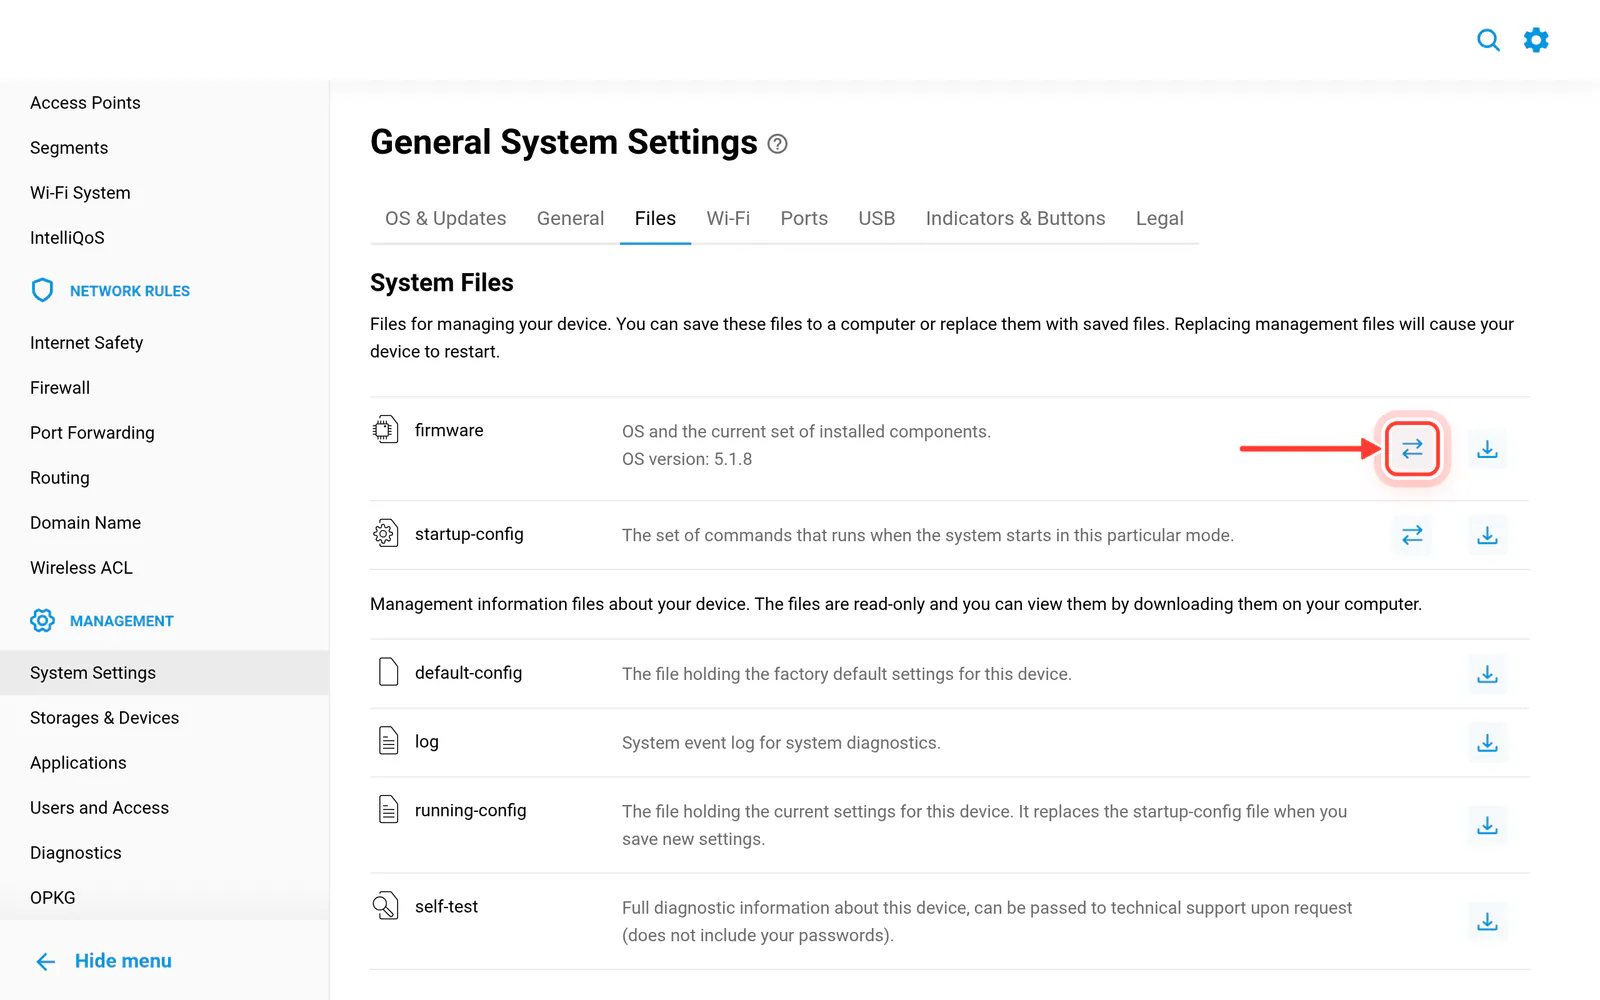 Access Points
Segments
Wi-Fi System
IntelliQoS
NETWORK RULES
Internet Safety
Firewall
Port Forwarding
Routing
Domain Name
Wireless ACL
MANAGEMENT
System Settings
Storages & Devices
Applications
Users and Access
Diagnostics
OPKG
Hide menu
General System Settings ?
OS & Updates General Files Wi-Fi Ports USB Indicators & Buttons Legal
System Files
Files for managing your device. You can save these files to a computer or replace them with saved files. Replacing management files will cause your
device to restart.
firmware
OS and the current set of installed components.
OS version: 5.1.8
startup-config
The set of commands that runs when the system starts in this particular mode.
Management information files about your device. The files are read-only and you can view them by downloading them on your computer.
default-config
The file holding the factory default settings for this device.
log
System event log for system diagnostics.
running-config
The file holding the current settings for this device. It replaces the startup-config file when you
save new settings.
self-test
Full diagnostic information about this device, can be passed to technical support upon request
(does not include your passwords).